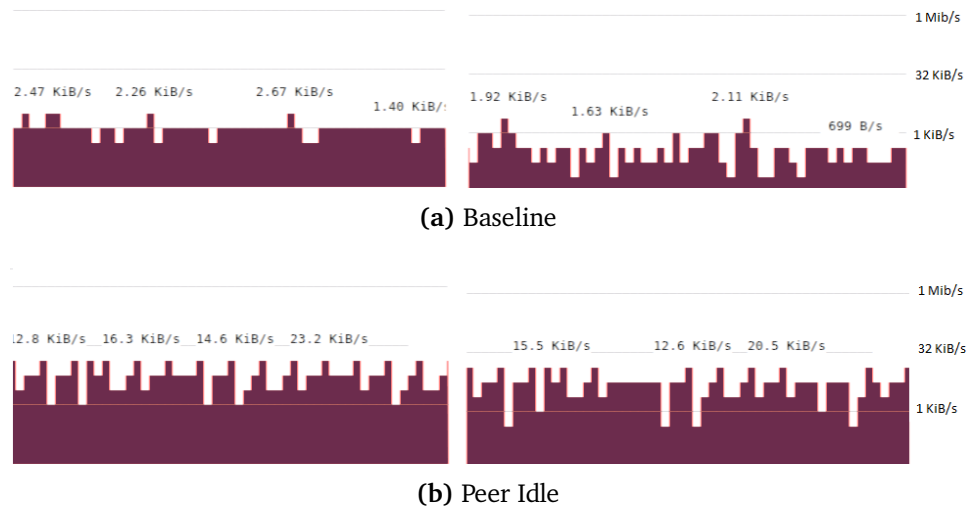 1 Mib/s
32 KiB/s
2.47 KiB/s 2.26 KiB/s 2.67 KiB/s 1.92 KiB/s 2.11 KiB/s
1.40 KiB/s 1.63 KiB/s
699 B/s 1 KiB/s
(a) Baseline
1 Mib/s
12.8 KiB/s 16.3 KiB/s 14.6 KiB/s 23.2 KiB/s 15.5 KiB/s 12.6 KiB/s 20.5 KiB/s 32 KiB/s
1 KiB/s
(b) Peer Idle